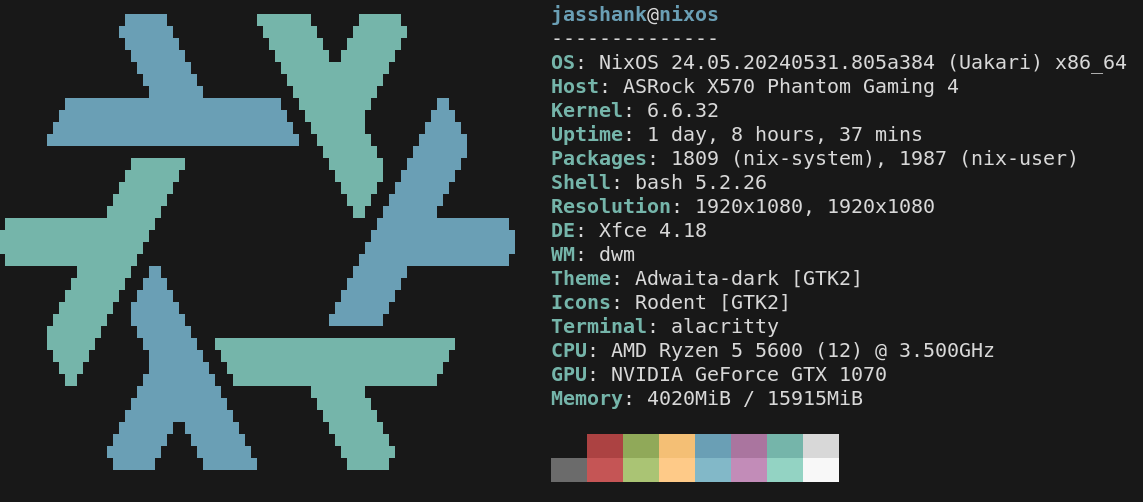 jasshank@nixos
--------------
OS: NixOS 24.05.20240531.805a384 (Uakari) x86_64
Host: ASRock X570 Phantom Gaming 4
Kernel: 6.6.32
Uptime: 1 day, 8 hours, 37 mins
Packages: 1809 (nix-system), 1987 (nix-user)
Shell: bash 5.2.26
Resolution: 1920x1080, 1920x1080
DE: Xfce 4.18
WM: dwm
Theme: Adwaita-dark [GTK2]
Icons: Rodent [GTK2]
Terminal: alacritty
CPU: AMD Ryzen 5 5600 (12) @ 3.500GHz
GPU: NVIDIA GeForce GTX 1070
Memory: 4020MiB / 15915MiB